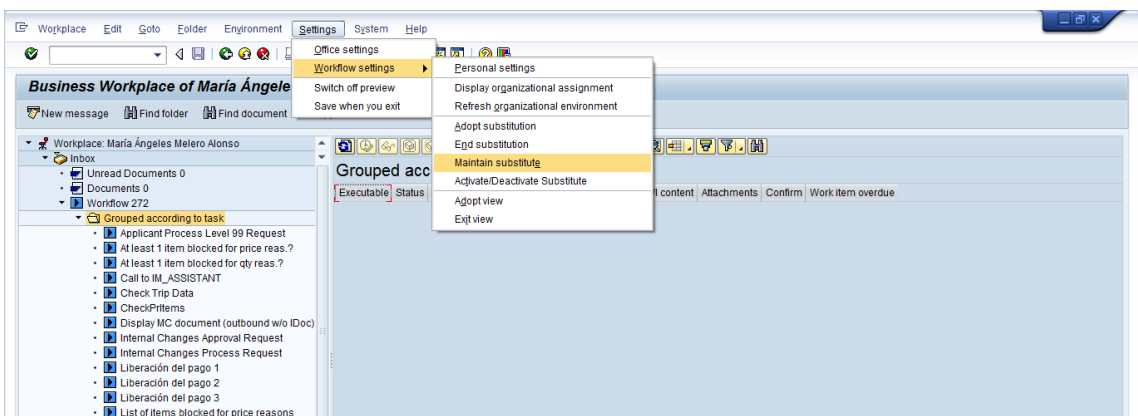 Workplace Edit Goto Folder Environment Settings System Help
Office settings
Workflow settings
Switch off preview
Save when you exit
Personal settings
Display organizational assignment
Refresh organizational environment
Adopt substitution
End substitution
Maintain substitute
Activate/Deactivate Substitute
Adopt view
Exit view
Business Workplace of María Ángele
New message Find folder Find document
Workplace: María Ángeles Melero Alonso
Inbox
Unread Documents 0
Documents 0
Workflow 272
Grouped according to task
Applicant Process Level 99 Request
At least 1 item blocked for price reas.?
At least 1 item blocked for qty reas.?
Call to IM_ASSISTANT
Check Trip Data
CheckPrItems
Display MC document (outbound w/o IDoc)
Internal Changes Approval Request
Internal Changes Process Request
Liberación del pago 1
Liberación del pago 2
Liberación del pago 3
List of items blocked for price reasons
Grouped acc
Executable Status content Attachments Confirm Work item overdue